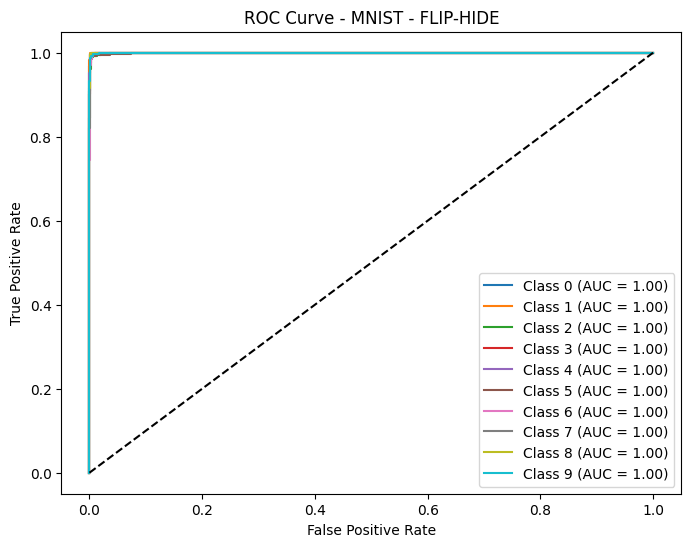 ROC Curve - MNIST - FLIP-HIDE
True Positive Rate
1.0
0.8
0.6
0.4
0.2
0.0
Class 0 (AUC = 1.00)
Class 1 (AUC = 1.00)
Class 2 (AUC = 1.00)
Class 3 (AUC = 1.00)
Class 4 (AUC = 1.00)
Class 5 (AUC = 1.00)
Class 6 (AUC = 1.00)
Class 7 (AUC = 1.00)
Class 8 (AUC = 1.00)
Class 9 (AUC = 1.00)
0.0 0.2 0.4 0.6 0.8 1.0
False Positive Rate